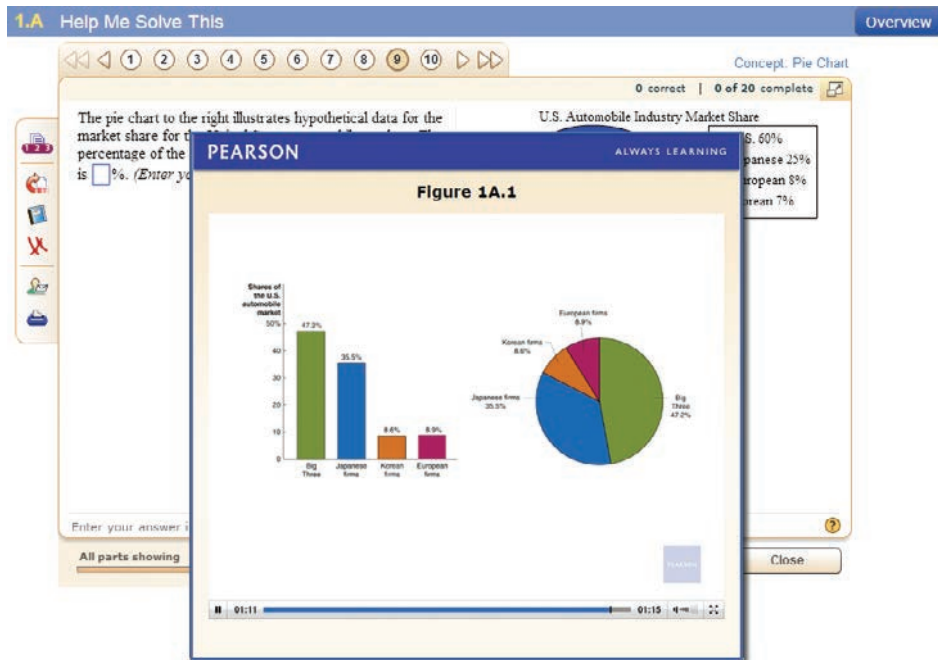 1.A Help Me Solve This
Overview
1 2 3 4 5 6 7 8 9 10
Concept: Pie Chart
0 correct | 0 of 20 complete
The pie chart to the right illustrates hypothetical data for the
market share for
percentage of the
is %. (Enter yo
U.S. Automobile Industry Market Share
S. 60%
panese 25%
ropean 8%
orean 7%
1 2 3
PEARSON
ALWAYS LEARNING
Figure 1A.1
Shares of
the U.S.
automobile
market
50%
40
30
20
10
0
47.2%
35.5%
8.6%
8.9%
Big
Three
Japanese
firms
Korean
firms
European
firms
European firms
8.9%
Korean firms
8.6%
Japanese firms
35.5%
Big
Three
47.2%
PEARSON
01:11
01:15
Enter your answer i
?
All parts showing
Close